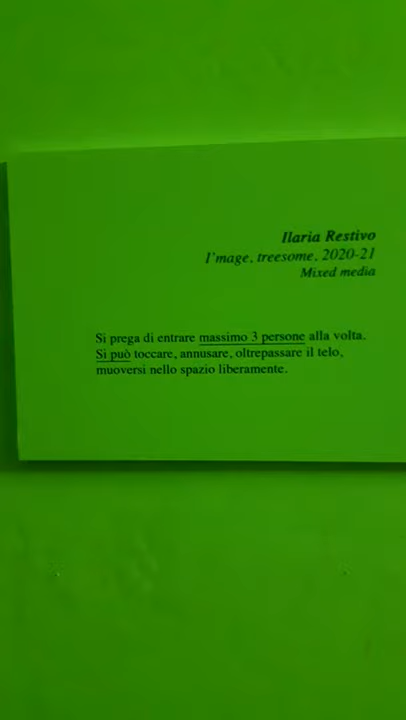 Ilaria Restivo
I'mage, treesome, 2020-21
Mixed media
Si prega di entrare massimo 3 persone alla volta.
Si può toccare, annusare, oltrepassare il telo,
muoversi nello spazio liberamente.